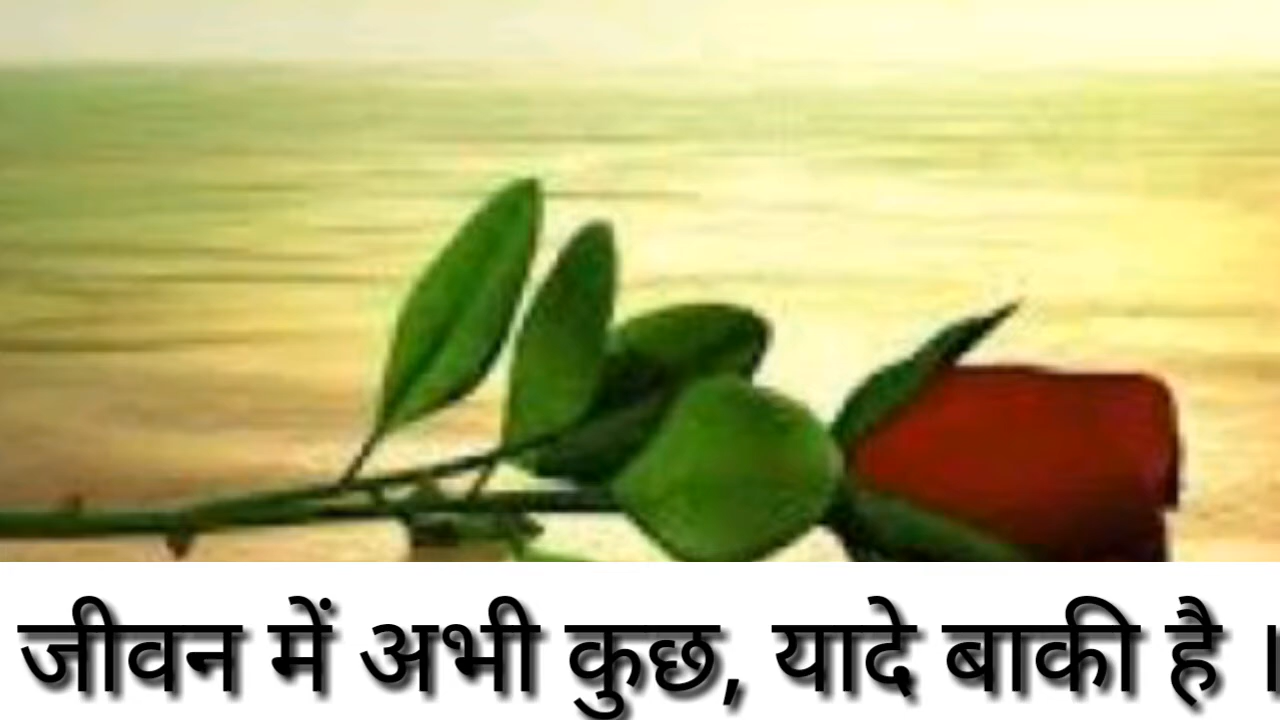 जीवन में अभी कुछ, यादे बाकी है ।